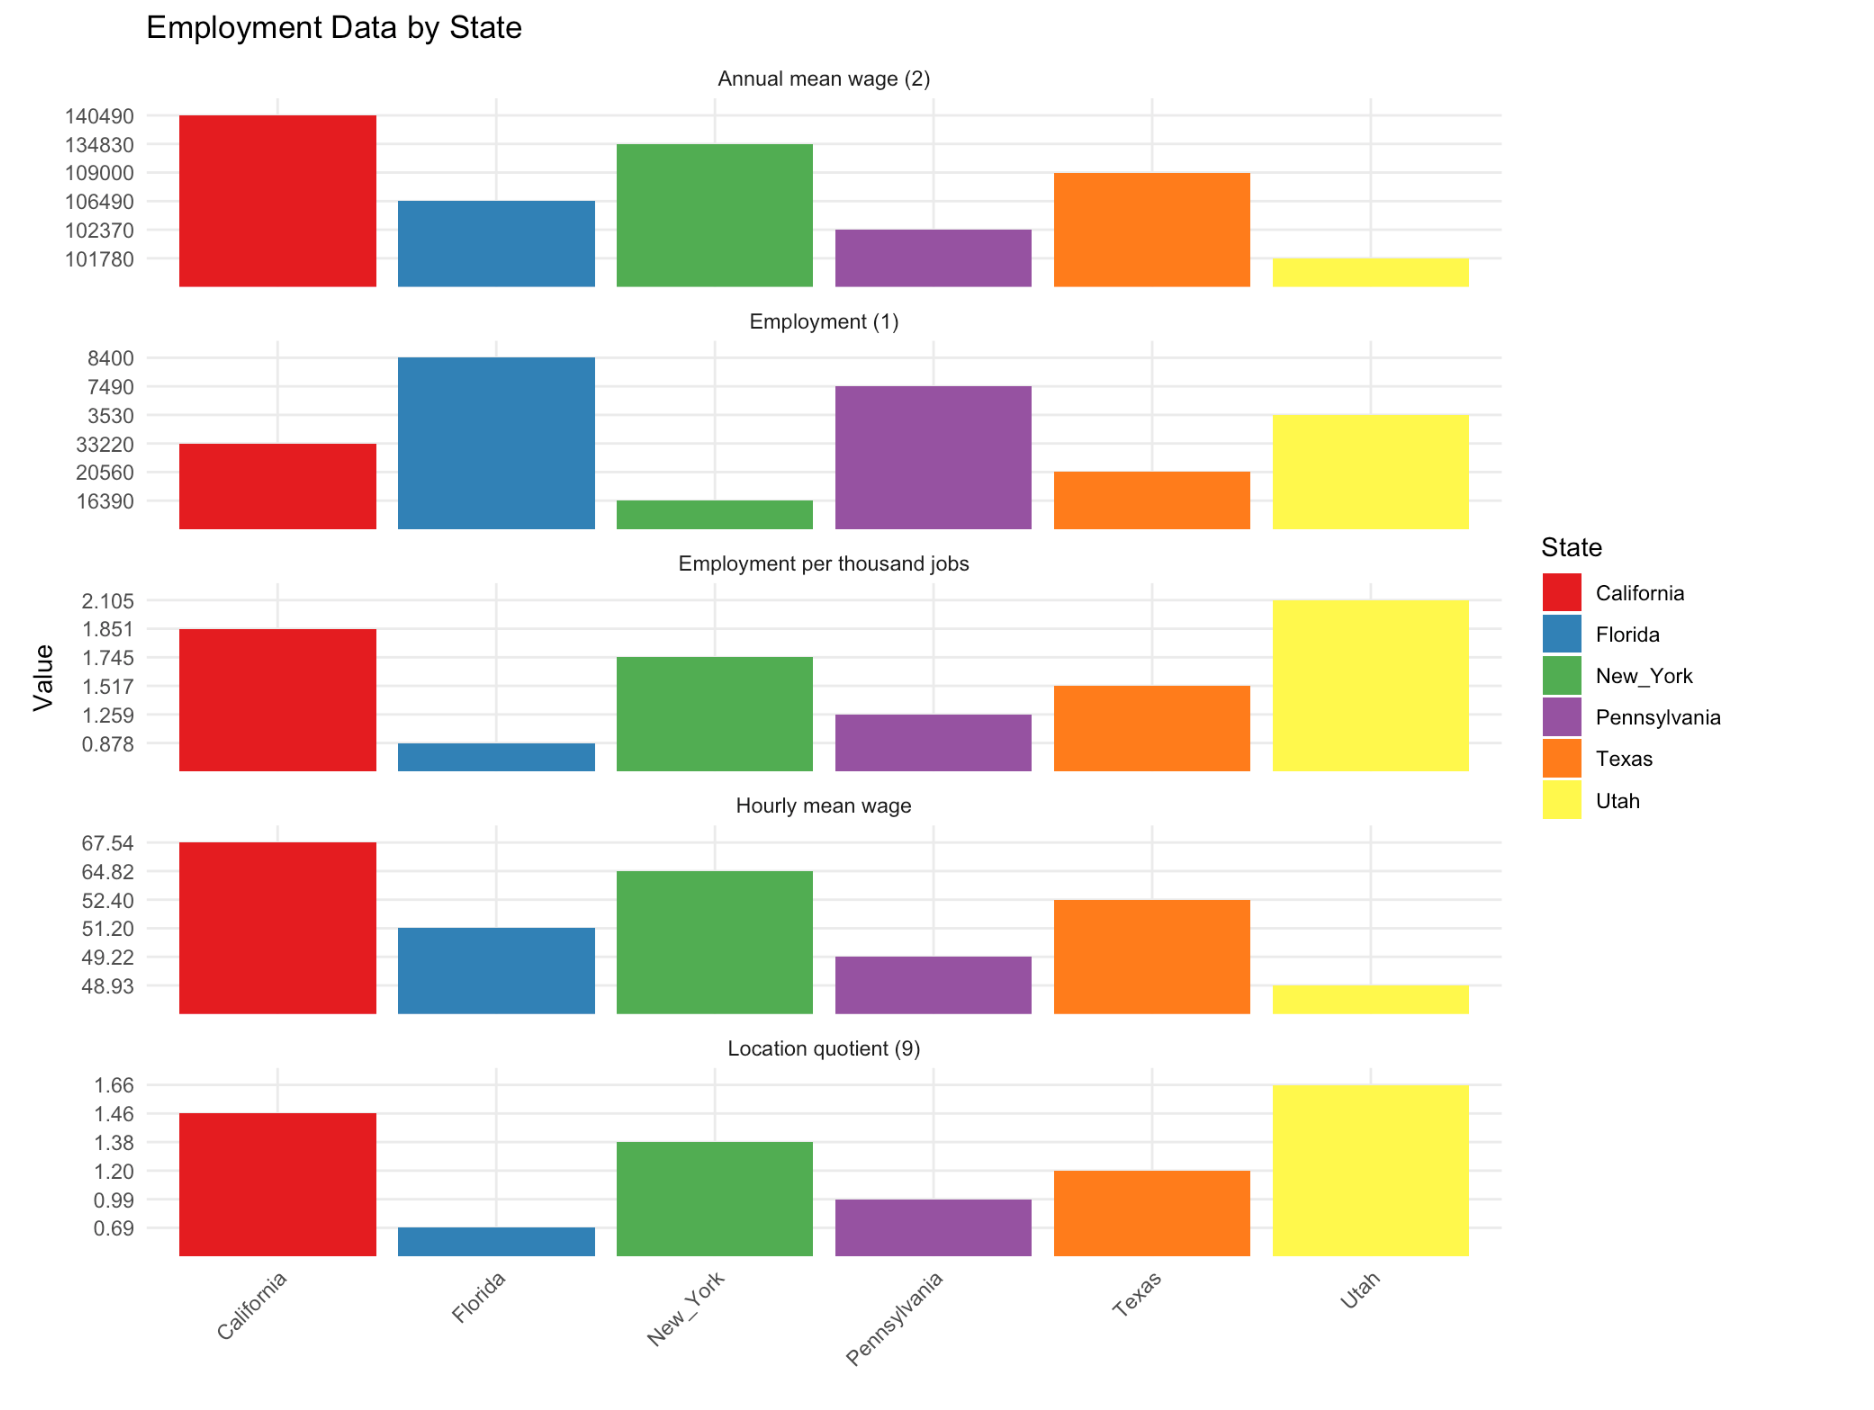 Employment Data by State
Annual mean wage (2)
140490
134830
109000
106490
102370
101780
Employment (1)
8400
7490
3530
33220
20560
16390
Employment per thousand jobs
2.105
1.851
1.745
1.517
1.259
0.878
Hourly mean wage
67.54
64.82
52.40
51.20
49.22
48.93
Location quotient (9)
1.66
1.46
1.38
1.20
0.99
0.69
Value
California
Florida
New_York
Pennsylvania
Texas
Utah
State
California
Florida
New_York
Pennsylvania
Texas
Utah